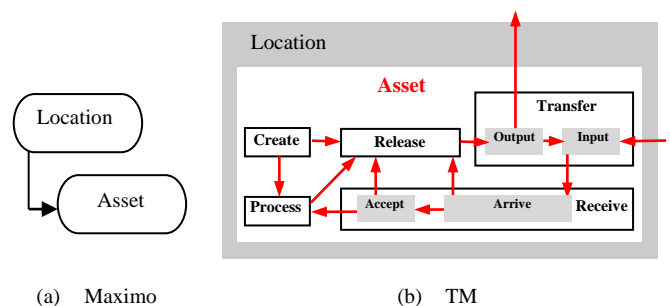 Location
Asset
Location
Asset
Transfer
Output
Input
Create
Release
Process
Accept
Arrive
Receive
(a) Maximo
(b) TM